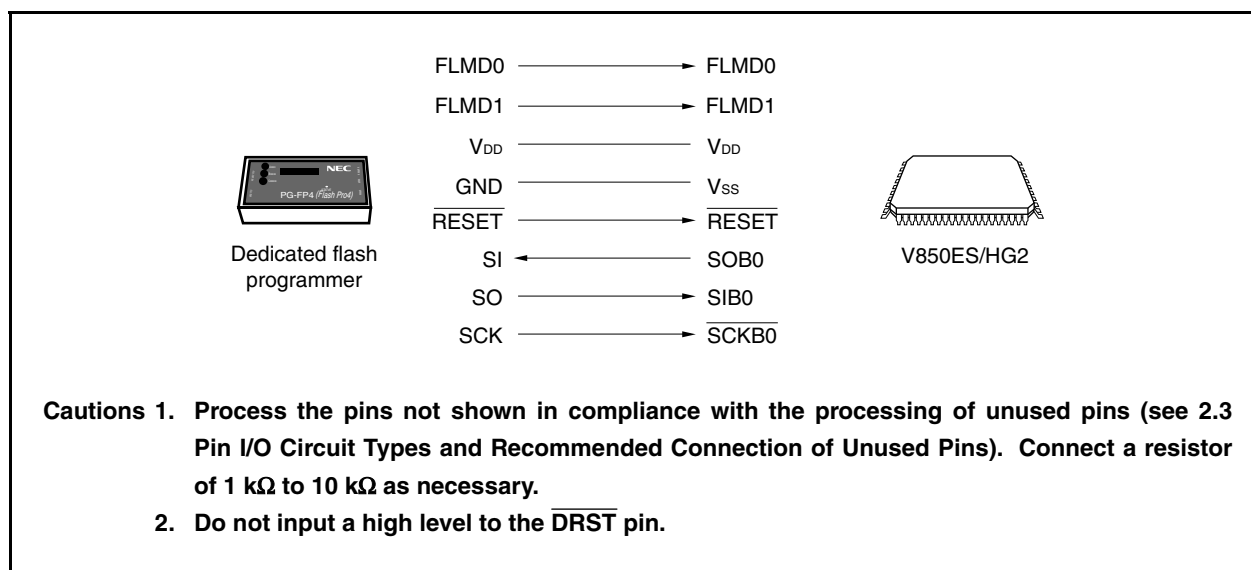 FLMD0 FLMD0
FLMD1 FLMD1
VDD VDD
NEC
PG-FP4 (Flash Pro4)
GND VSS
RESET RESET
Dedicated flash
programmer
SI SOB0
V850ES/HG2
SO SIB0
SCK SCKB0
Cautions 1. Process the pins not shown in compliance with the processing of unused pins (see 2.3
Pin I/O Circuit Types and Recommended Connection of Unused Pins). Connect a resistor
of 1 kΩ to 10 kΩ as necessary.
2. Do not input a high level to the DRST pin.